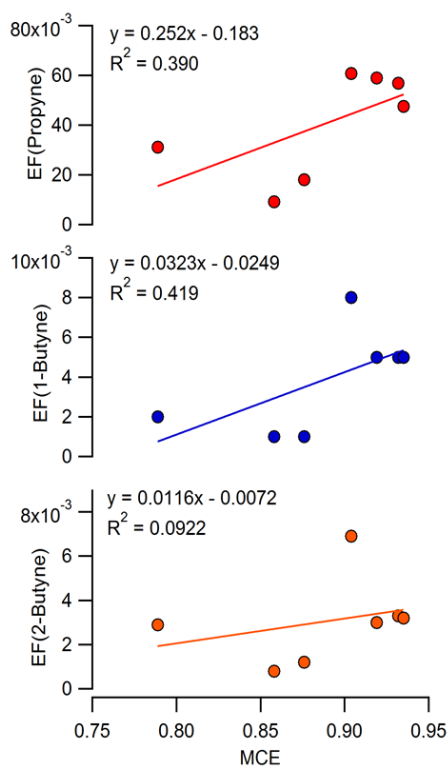 80x10⁻³
y = 0.252x - 0.183
R² = 0.390
60
40
20
0
EF(Propyne)
10x10⁻³
y = 0.0323x - 0.0249
R² = 0.419
8
6
4
2
0
EF(1-Butyne)
8x10⁻³
y = 0.0116x - 0.0072
R² = 0.0922
6
4
2
0
EF(2-Butyne)
0.75 0.80 0.85 0.90 0.95
MCE